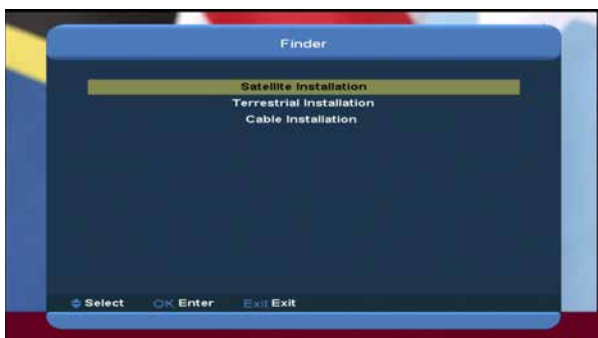 Finder
Satellite Installation
Terrestrial Installation
Cable Installation
Select OK Enter Exit Exit